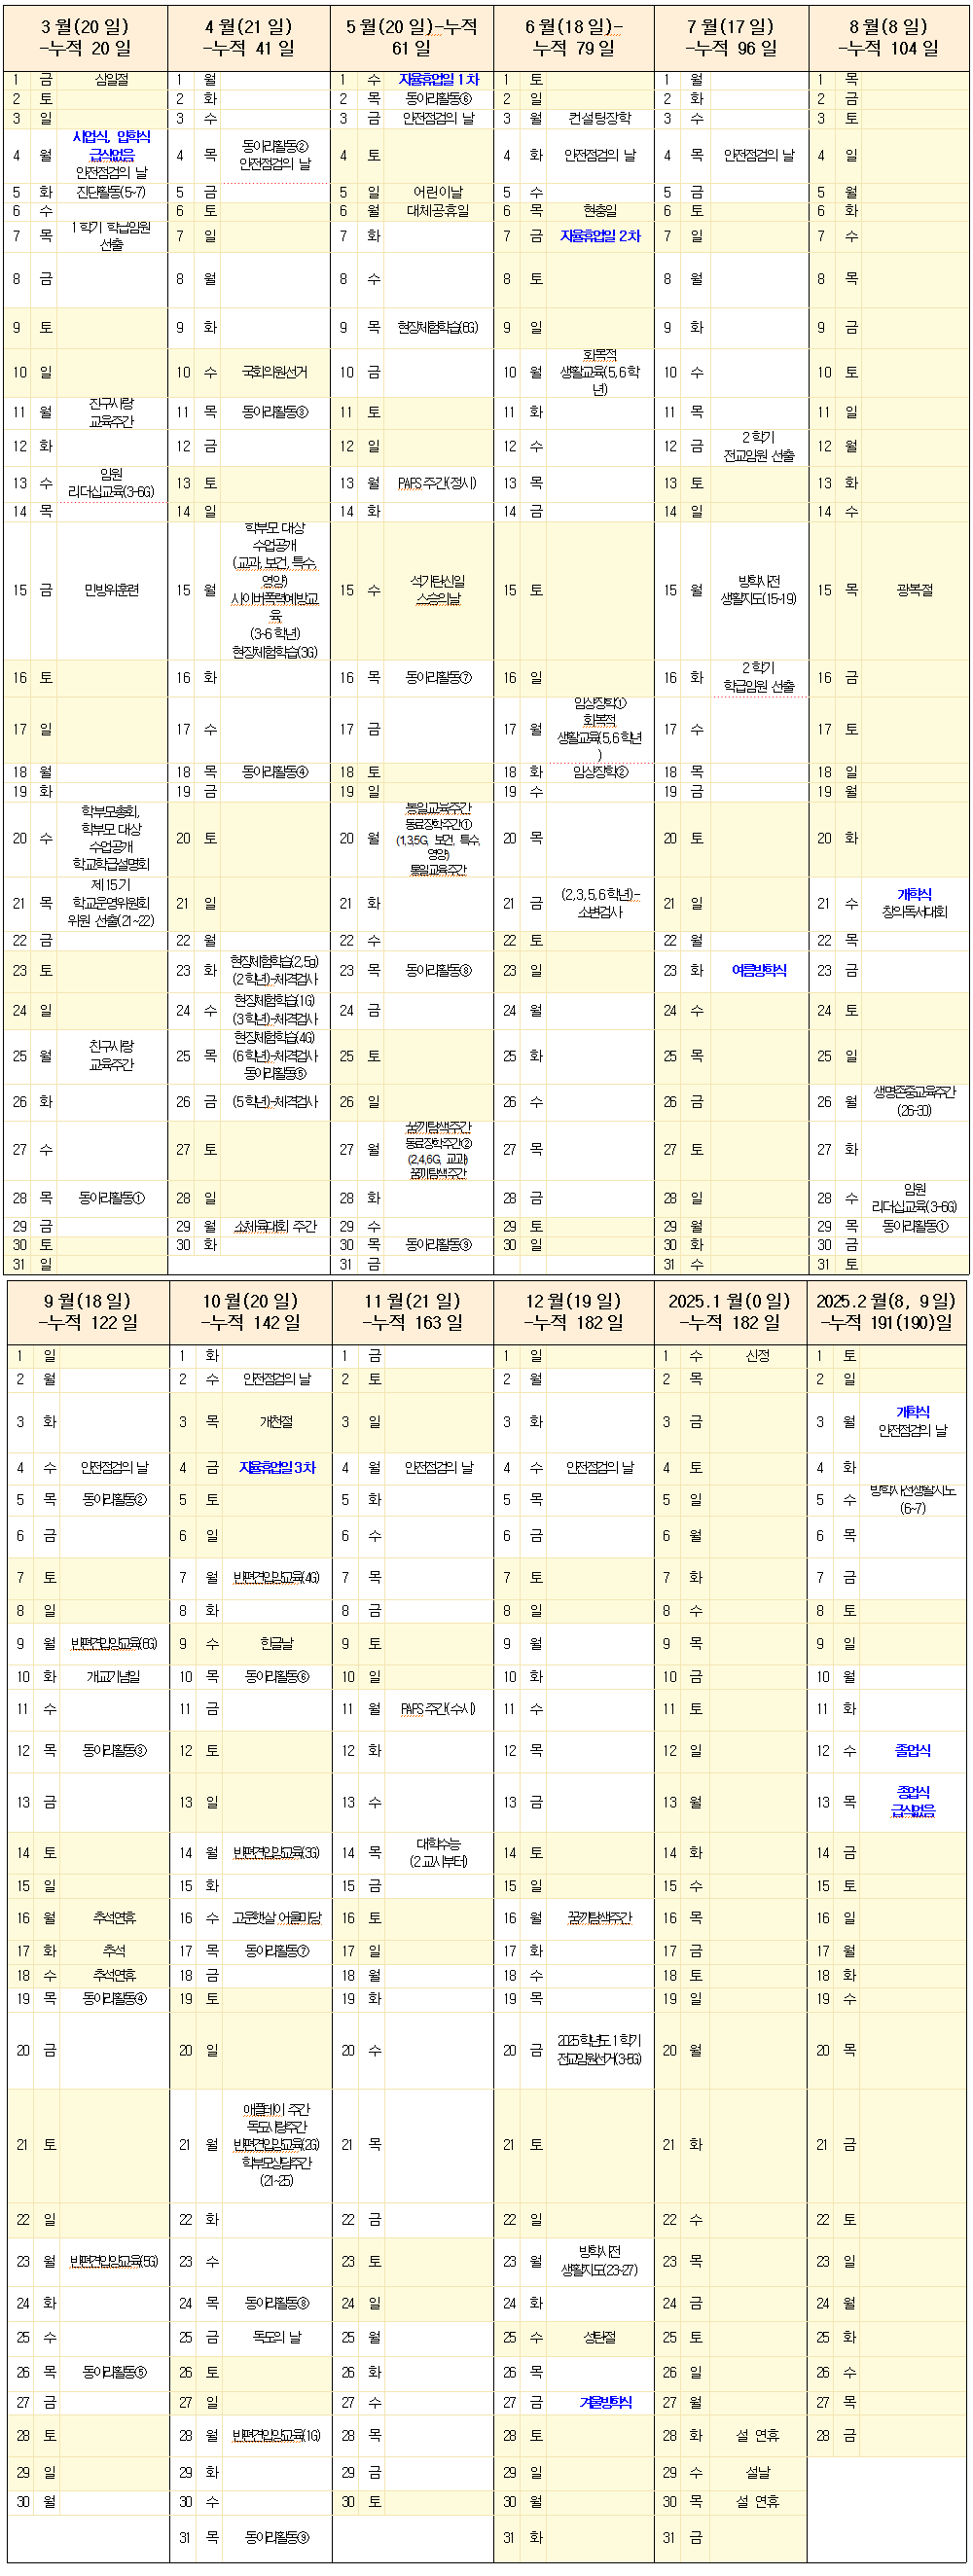 3월(20일)
-누적 20일
4월(21일)
-누적 41일
5월(20일)-누적
61일
6월(18일)-
누적 79일
7월(17일)
-누적 96일
8월(8일)
-누적 104일
1 금 삼일절 1 월 1 수 자율휴업일 1차 1 토 1 월 1 목
2 토 2 화 2 목 동아리활동⑥ 2 일 2 화 2 금
3 일 3 수 3 금 안전점검의 날 3 월 컨설팅장학 3 수 3 토
4 월 시업식, 입학식
급식없음
안전점검의 날
4 목 동아리활동②
안전점검의 날
4 토 4 화 안전점검의 날 4 목 안전점검의 날 4 일
5 화 진단활동(5~7) 5 금 5 일 어린이날 5 수 5 금 5 월
6 수 6 토 6 월 대체공휴일 6 목 현충일 6 토 6 화
7 목 1학기 학급임원
선출
7 일 7 화 7 금 자율휴업일 2차 7 일 7 수
8 금 8 월 8 수 8 토 8 월 8 목
9 토 9 화 9 목 현장체험학습(6G) 9 일 9 화 9 금
10 일 10 수 국회의원선거 10 금 10 월 회복적
생활교육(5,6학
년)
10 수 10 토
11 월 친구사랑
교육주간
11 목 동아리활동③ 11 토 11 화 11 목 11 일
12 화 12 금 12 일 12 수 12 금 2학기
전교임원 선출
12 월
13 수 임원
리더십교육(3-6G)
13 토 13 월 PAPS 주간(정시) 13 목 13 토 13 화
14 목 14 일 14 화 14 금 14 일 14 수
15 금 민방위훈련 15 월 학부모 대상
수업공개
(교과, 보건, 특수,
영양)
사이버폭력예방교
육
(3~6학년)
현장체험학습(3G)
15 수 석가탄신일
스승의날
15 토 15 월 방학사전
생활지도(15~19)
15 목 광복절
16 토 16 화 16 목 동아리활동⑦ 16 일 16 화 2학기
학급임원 선출
16 금
17 일 17 수 17 금 17 월 임상장학①
회복적
생활교육(5,6학년
)
17 수 17 토
18 월 18 목 동아리활동④ 18 토 18 화 임상장학② 18 목 18 일
19 화 19 금 19 일 19 수 19 금 19 월
20 수 학부모총회,
학부모 대상
수업공개
학교학급설명회
20 토 20 월 통일교육주간
동료장학주간①
(1,3,5G, 보건, 특수,
영양)
통일교육주간
20 목 20 토 20 화
21 목 제15기
학교운영위원회
위원 선출(21~22)
21 일 21 화 21 금 (2,3,5,6학년)-
소변검사
21 일 21 수 개학식
창의독서대회
22 금 22 월 22 수 22 토 22 월 22 목
23 토 23 화 현장체험학습(2,5g)
(2학년)-체격검사
23 목 동아리활동⑧ 23 일 23 화 여름방학식 23 금
24 일 24 수 현장체험학습(1G)
(3학년)-체격검사
24 금 24 월 24 수 24 토
25 월 친구사랑
교육주간
25 목 현장체험학습(4G)
(6학년)-체격검사
동아리활동⑤
25 토 25 화 25 목 25 일
26 화 26 금 (5학년)-체격검사 26 일 26 수 26 금 26 월 생명존중교육주간
(26-30)
27 수 27 토 27 월 꿈끼탐색주간
동료장학주간②
(2,4,6G, 교과)
꿈끼탐색주간
27 목 27 토 27 화
28 목 동아리활동① 28 일 28 화 28 금 28 일 28 수 임원
리더십교육(3-6G)
29 금 29 월 소체육대회 주간 29 수 29 토 29 월 29 목 동아리활동①
30 토 30 화 30 목 동아리활동⑨ 30 일 30 화 30 금
31 일 31 금 31 수 31 토
9월(18일)
-누적 122일
10월(20일)
-누적 142일
11월(21일)
-누적 163일
12월(19일)
-누적 182일
2025.1월(0일)
-누적 182일
2025.2월(8, 9일)
-누적 191(190)일
1 일 1 화 1 금 1 일 1 수 신정 1 토
2 월 2 수 안전점검의 날 2 토 2 월 2 목 2 일
3 화 3 목 개천절 3 일 3 화 3 금 3 월 개학식
안전점검의 날
4 수 안전점검의 날 4 금 자율휴업일3차 4 월 안전점검의 날 4 수 안전점검의 날 4 토 4 화
5 목 동아리활동② 5 토 5 화 5 목 5 일 5 수 방학사전생활지도
(6~7)
6 금 6 일 6 수 6 금 6 월 6 목
7 토 7 월 반편견입양교육(4G) 7 목 7 토 7 화 7 금
8 일 8 화 8 금 8 일 8 수 8 토
9 월 반편견입양교육(6G) 9 수 한글날 9 토 9 월 9 목 9 일
10 화 개교기념일 10 목 동아리활동⑥ 10 일 10 화 10 금 10 월
11 수 11 금 11 월 PAPS 주간(수시) 11 수 11 토 11 화
12 목 동아리활동③ 12 토 12 화 12 목 12 일 12 수 졸업식
13 금 13 일 13 수 13 금 13 월 13 목 종업식
급식없음
14 토 14 월 반편견입양교육(3G) 14 목 대학수능
(2교시부터)
14 토 14 화 14 금
15 일 15 화 15 금 15 일 15 수 15 토
16 월 추석연휴 16 수 고운햇살 어울마당 16 토 16 월 꿈끼탐색주간 16 목 16 일
17 화 추석 17 목 동아리활동⑦ 17 일 17 화 17 금 17 월
18 수 추석연휴 18 금 18 월 18 수 18 토 18 화
19 목 동아리활동④ 19 토 19 화 19 목 19 일 19 수
20 금 20 일 20 수 20 금 2025학년도 1학기
전교임원선거(3-5G)
20 월 20 목
21 토 21 월 애플데이 주간
독도사랑주간
반편견입양교육(2G)
학부모상담주간
(21~25)
21 목 21 토 21 화 21 금
22 일 22 화 22 금 22 일 22 수 22 토
23 월 반편견입양교육(5G) 23 수 23 토 23 월 방학사전
생활지도(23-27)
23 목 23 일
24 화 24 목 동아리활동⑧ 24 일 24 화 24 금 24 월
25 수 25 금 독도의 날 25 월 25 수 성탄절 25 토 25 화
26 목 동아리활동⑤ 26 토 26 화 26 목 26 일 26 수
27 금 27 일 27 수 27 금 겨울방학식 27 월 27 목
28 토 28 월 반편견입양교육(1G) 28 목 28 토 28 화 설 연휴 28 금
29 일 29 화 29 금 29 일 29 수 설날
30 월 30 수 30 토 30 월 30 목 설 연휴
31 목 동아리활동⑨ 31 화 31 금